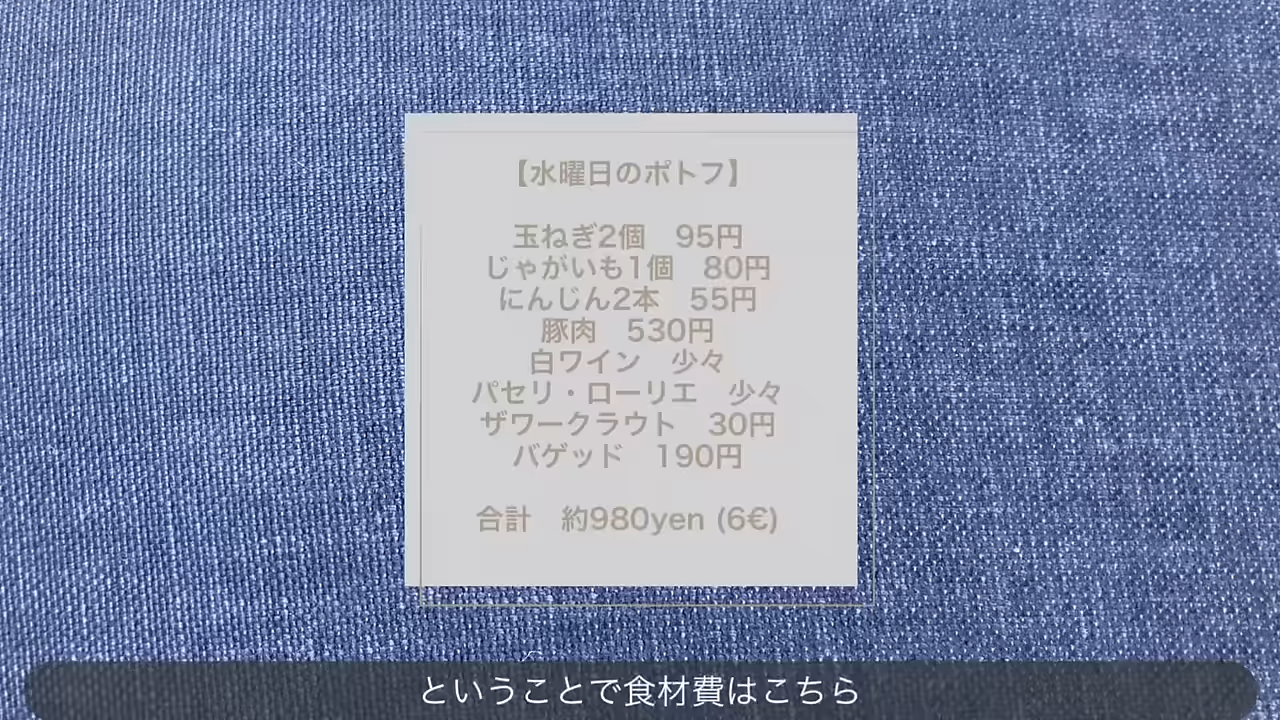 【水曜日のポトフ】
玉ねぎ2個　95円
じゃがいも1個　80円
にんじん2本　55円
豚肉　530円
白ワイン　少々
パセリ・ローリエ　少々
ザワークラウト　30円
バゲッド　190円
合計　約980yen (6€)
ということで食材費はこちら